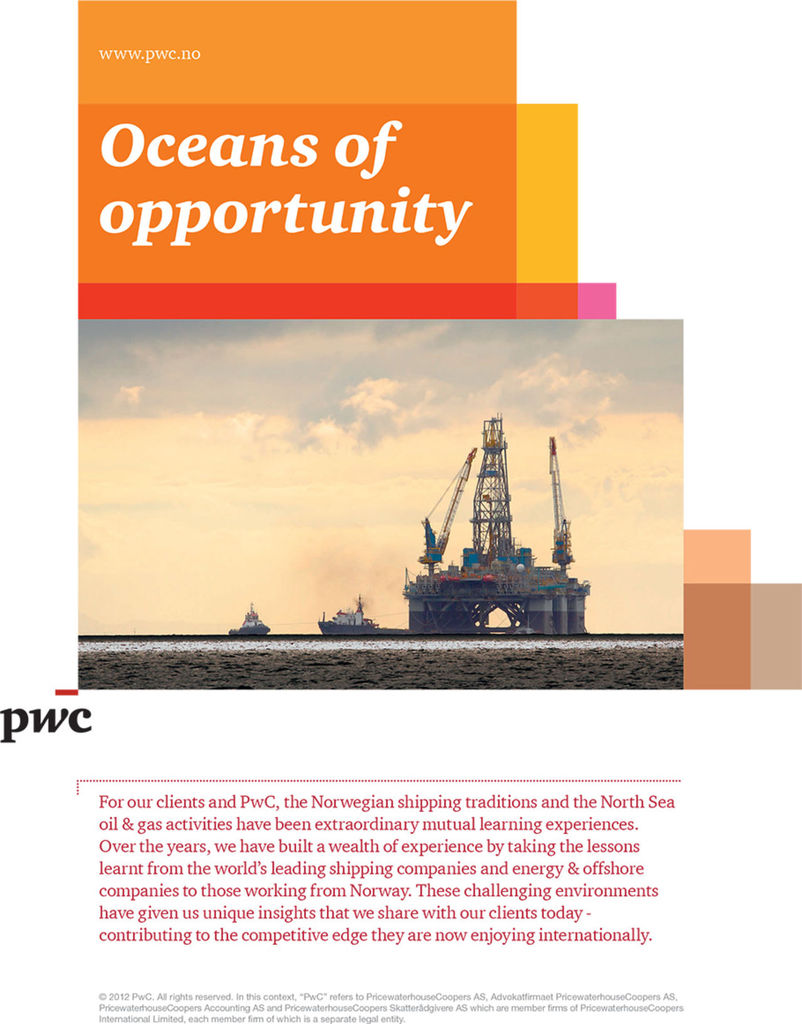 www.pwc.no
Oceans of
opportunity
pwc
For our clients and PwC, the Norwegian shipping traditions and the North Sea
oil & gas activities have been extraordinary mutual learning experiences.
Over the years, we have built a wealth of experience by taking the lessons
learnt from the world's leading shipping companies and energy & offshore
companies to those working from Norway. These challenging environments
have given us unique insights that we share with our clients today -
contributing to the competitive edge they are now enjoying internationally.
© 2012 PwC. All rights reserved. In this context, "PwC" refers to PricewaterhouseCoopers AS, Advokatfirmaet PricewaterhouseCoopers AS,
PricewaterhouseCoopers Accounting AS and PricewaterhouseCoopers Skatterådgivere AS which are member firms of PricewaterhouseCoopers
International Limited, each member firm of which is a separate legal entity.